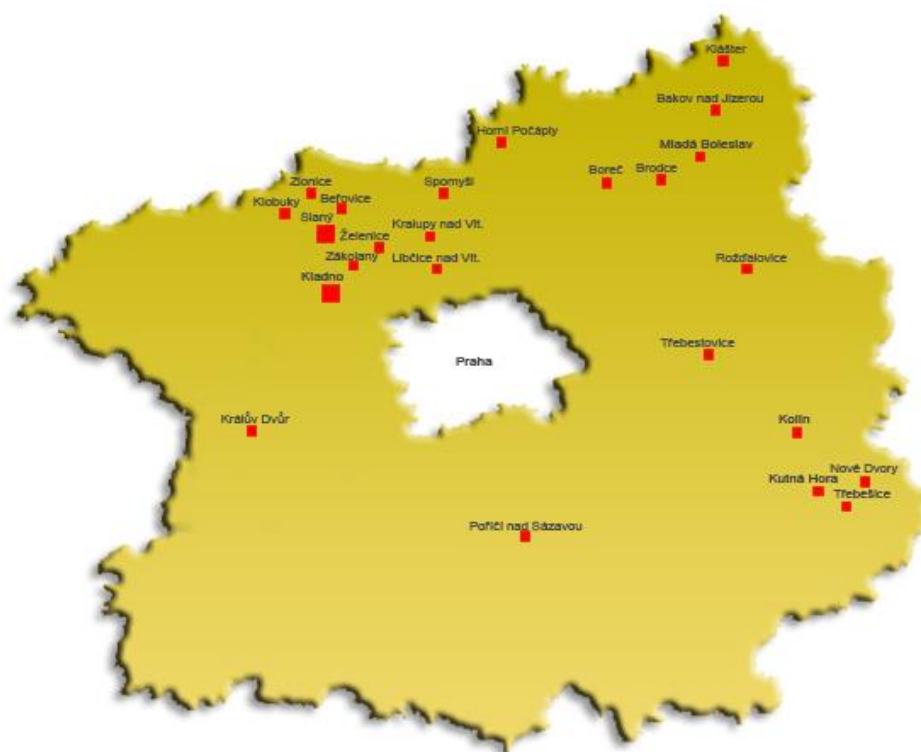 Klášter
Bakov nad Jizerou
Horní Počáply
Mladá Boleslav
Boreč
Brodce
Zlonice
Spomyšl
Klobuky
Beřovice
Slaný
Kralupy nad Vlt.
Želenice
Zákolany
Libčice nad Vlt.
Rožďalovice
Kladno
Třebestovice
Praha
Králův Dvůr
Kolín
Nové Dvory
Kutná Hora
Třebešice
Poříčí nad Sázavou